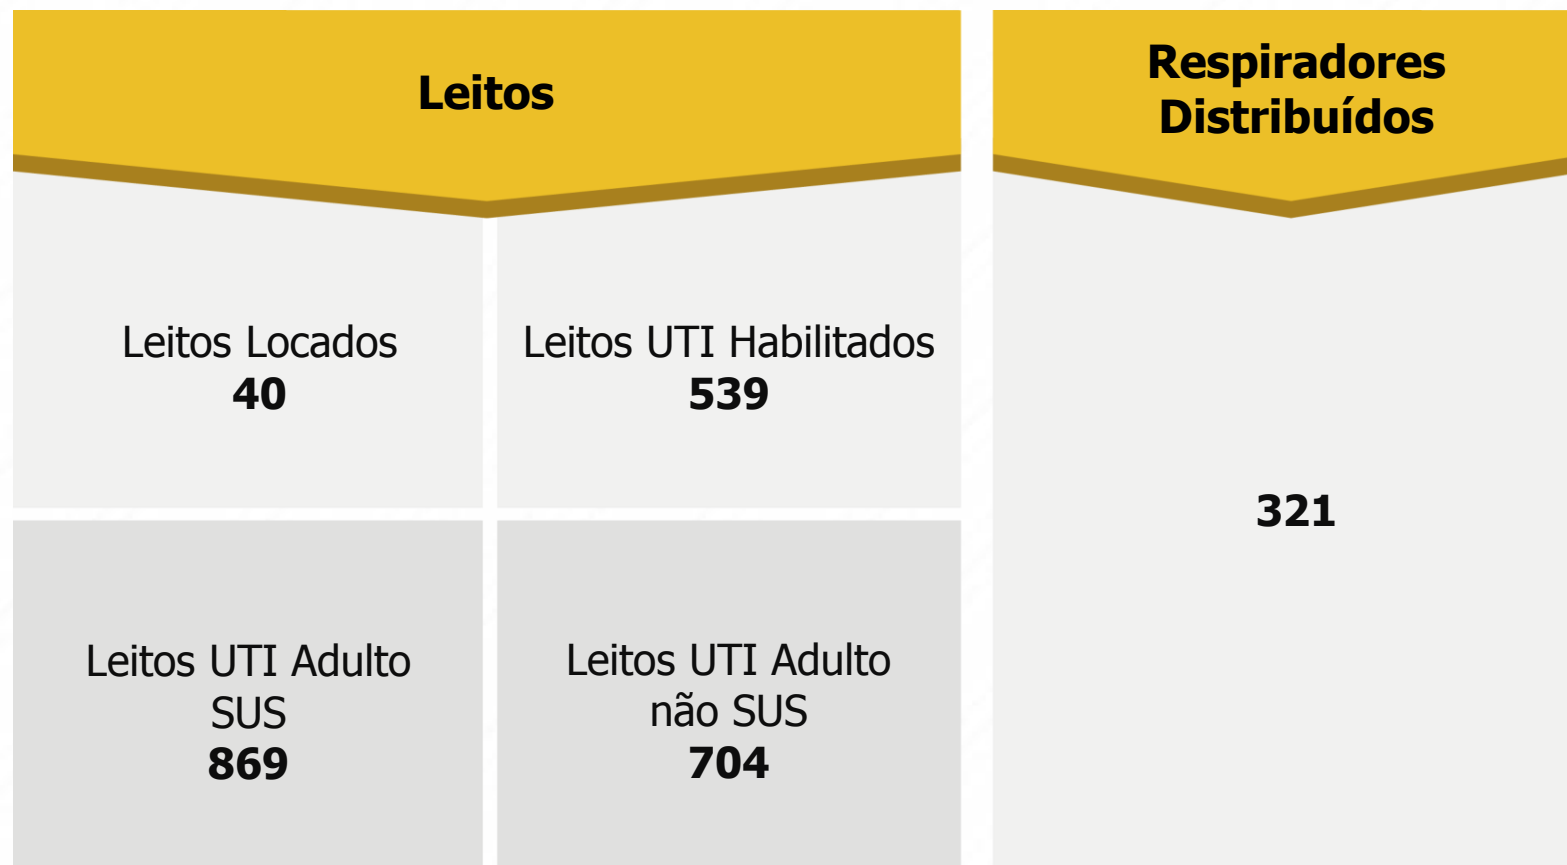 Leitos
Leitos Locados
40
Leitos UTI Habilitados
539
Leitos UTI Adulto
SUS
869
Leitos UTI Adulto
não SUS
704
Respiradores
Distribuídos
321